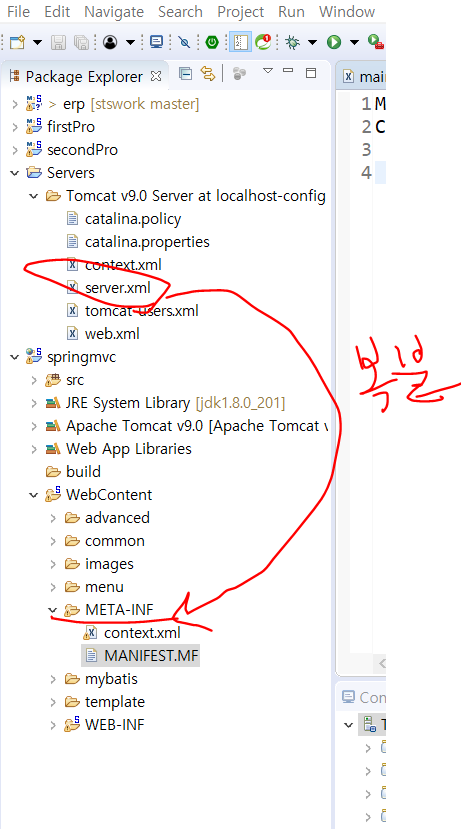 File Edit META-INF Search Project Run Window
Package Explorer
erp [stswork master]
firstPro
secondPro
Servers
Tomcat v9.0 Server at localhost-config
catalina.policy
catalina.properties
context.xml
server.xml
tomcat-users.xml
web.xml
springmvc
src
JRE System Library [jdk1.8.0_201]
Apache Tomcat v9.0 [Apache Tomcat v
Web App Libraries
build
WebContent
advanced
common
images
menu
META-INF
context.xml
MANIFEST.MF
mybatis
template
WEB-INF
mai
1 M
2 C
3
4
Con
T